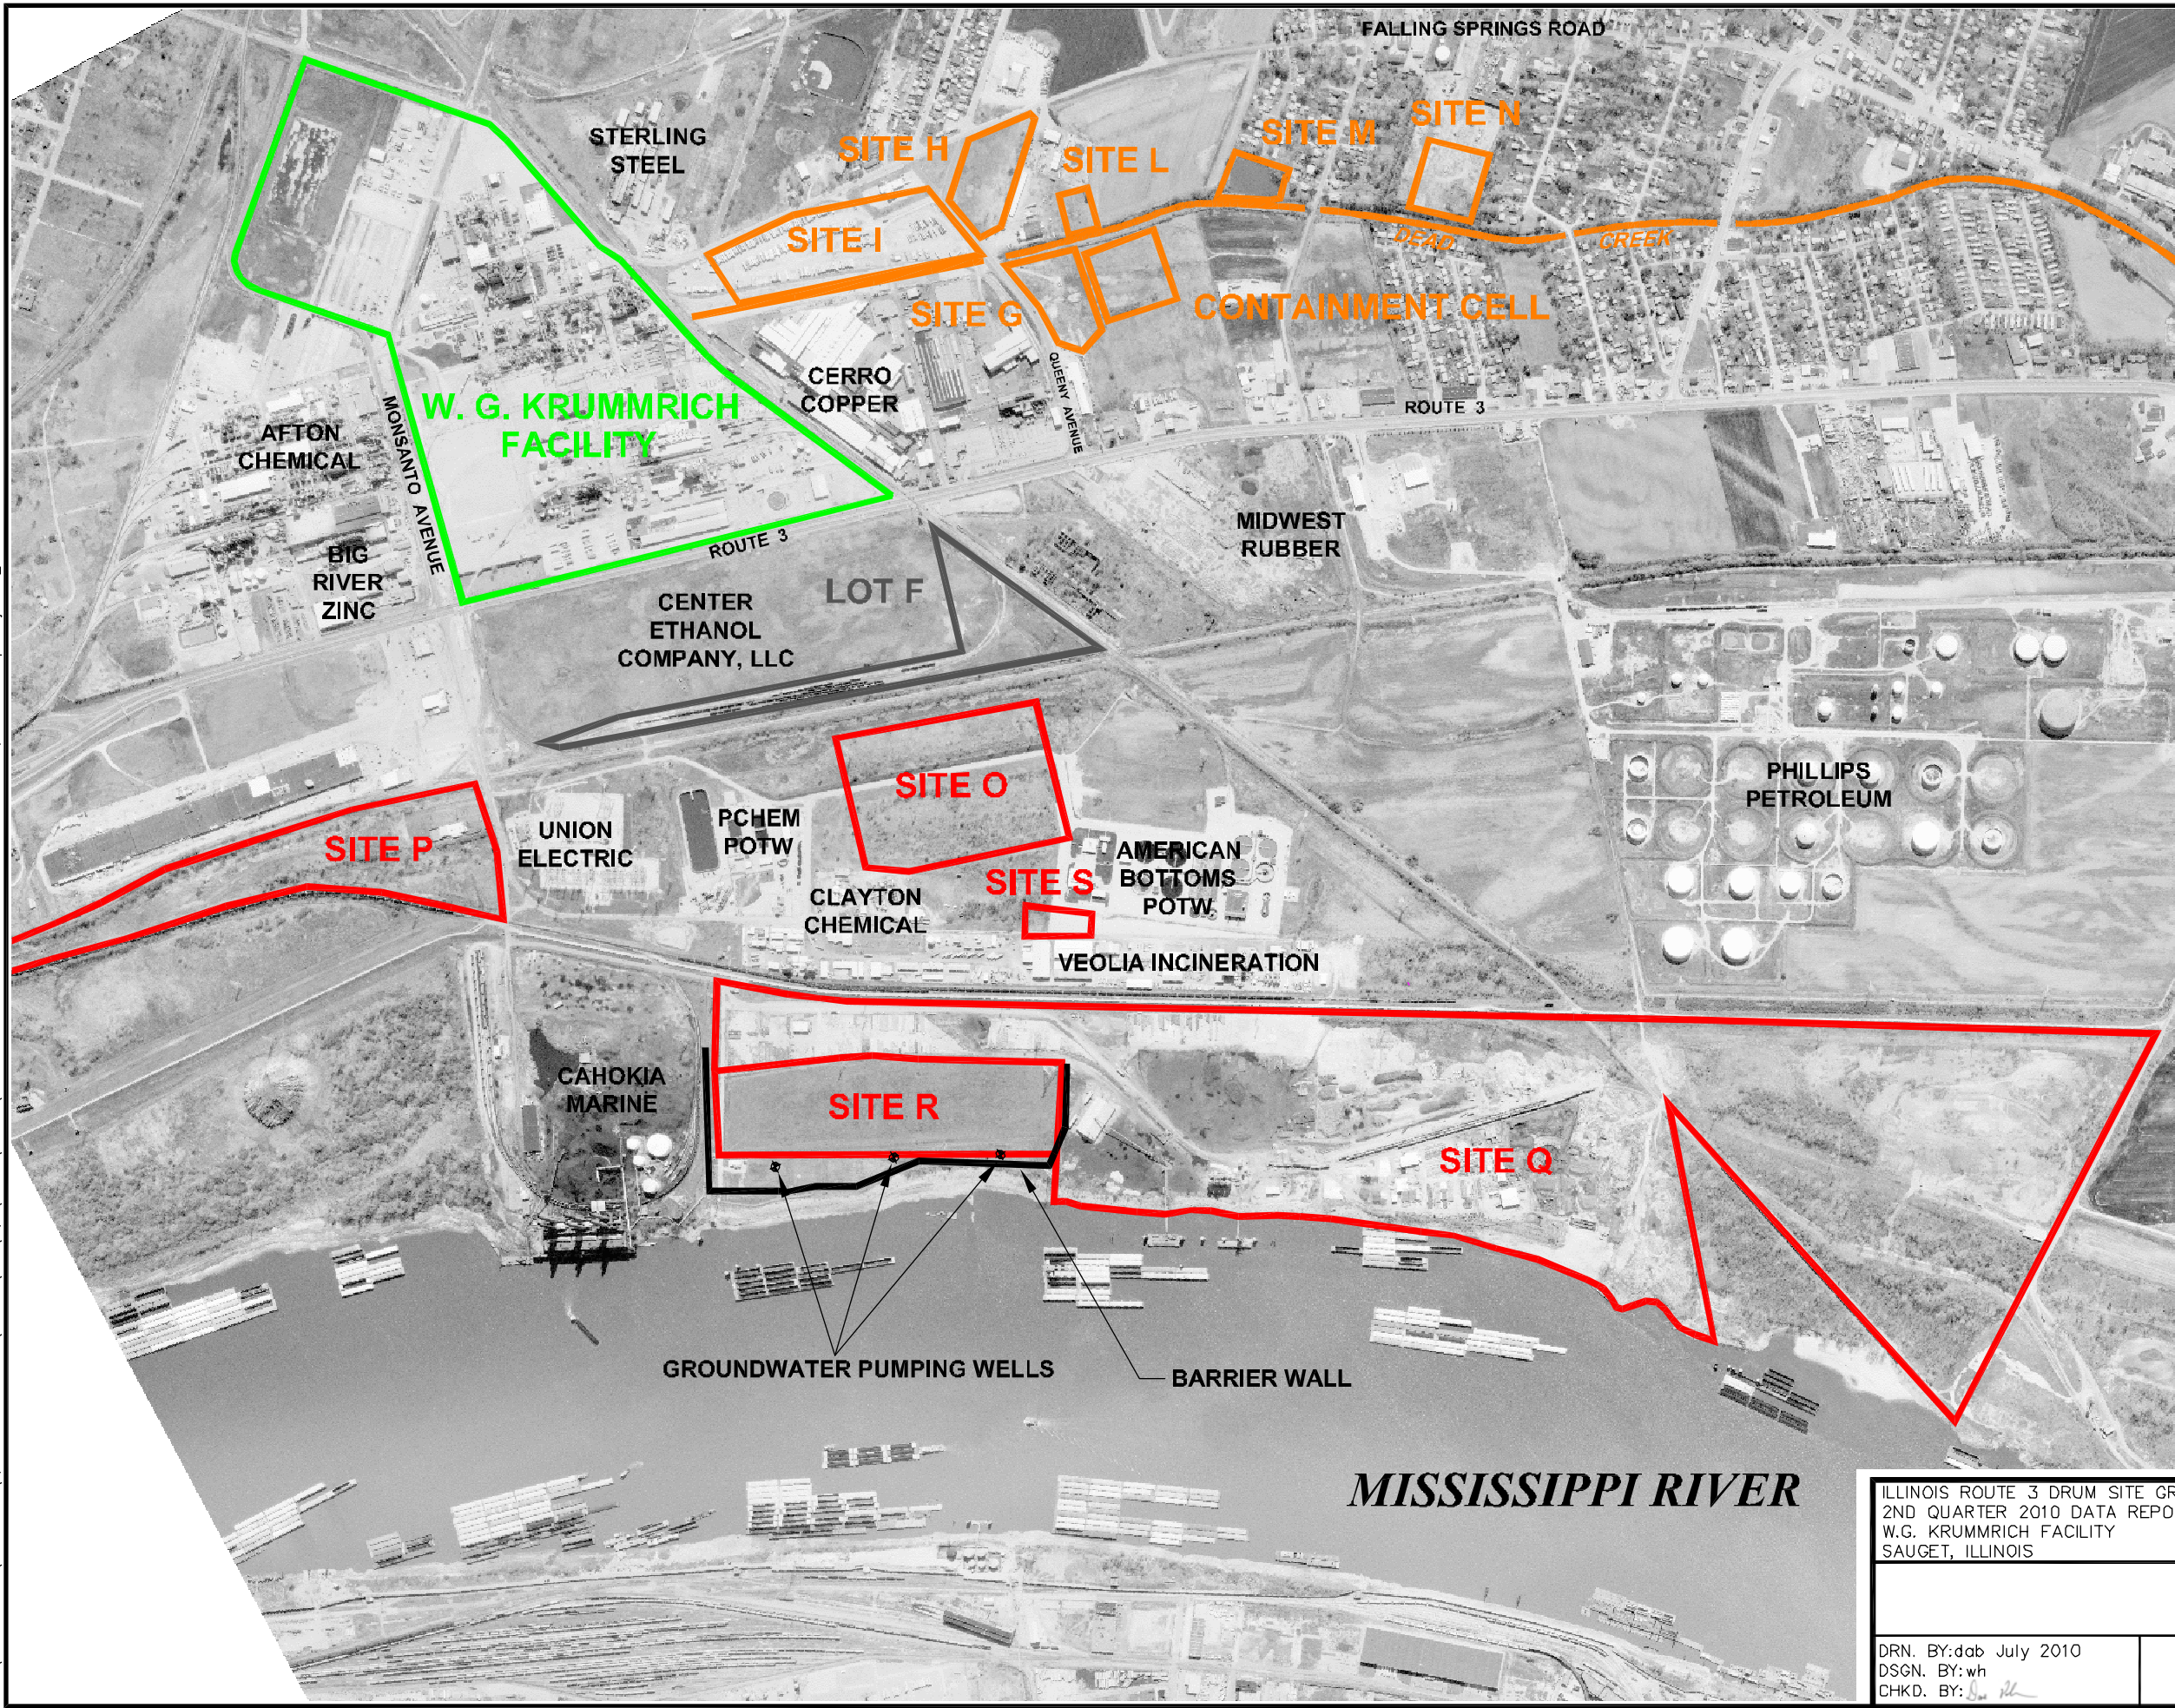 FALLING SPRINGS ROAD
STERLING
STEEL
SITE H
SITE L
SITE M
SITE N
SITE I
DEAD
CREEK
SITE G
CONTAINMENT CELL
CERRO
COPPER
QUEENY AVENUE
ROUTE 3
W. G. KRUMMRICH
FACILITY
MONSANTO AVENUE
AFTON
CHEMICAL
BIG
RIVER
ZINC
ROUTE 3
MIDWEST
RUBBER
LOT F
CENTER
ETHANOL
COMPANY, LLC
SITE O
PHILLIPS
PETROLEUM
SITE P
UNION
ELECTRIC
PCHEM
POTW
AMERICAN
BOTTOMS
POTW
SITE S
CLAYTON
CHEMICAL
VEOLIA INCINERATION
CAHOKIA
MARINE
SITE R
SITE Q
GROUNDWATER PUMPING WELLS
BARRIER WALL
MISSISSIPPI RIVER
ILLINOIS ROUTE 3 DRUM SITE GR
2ND QUARTER 2010 DATA REPO
W.G. KRUMMRICH FACILITY
SAUGET, ILLINOIS
DRN. BY:dab July 2010
DSGN. BY:wh
CHKD. BY: